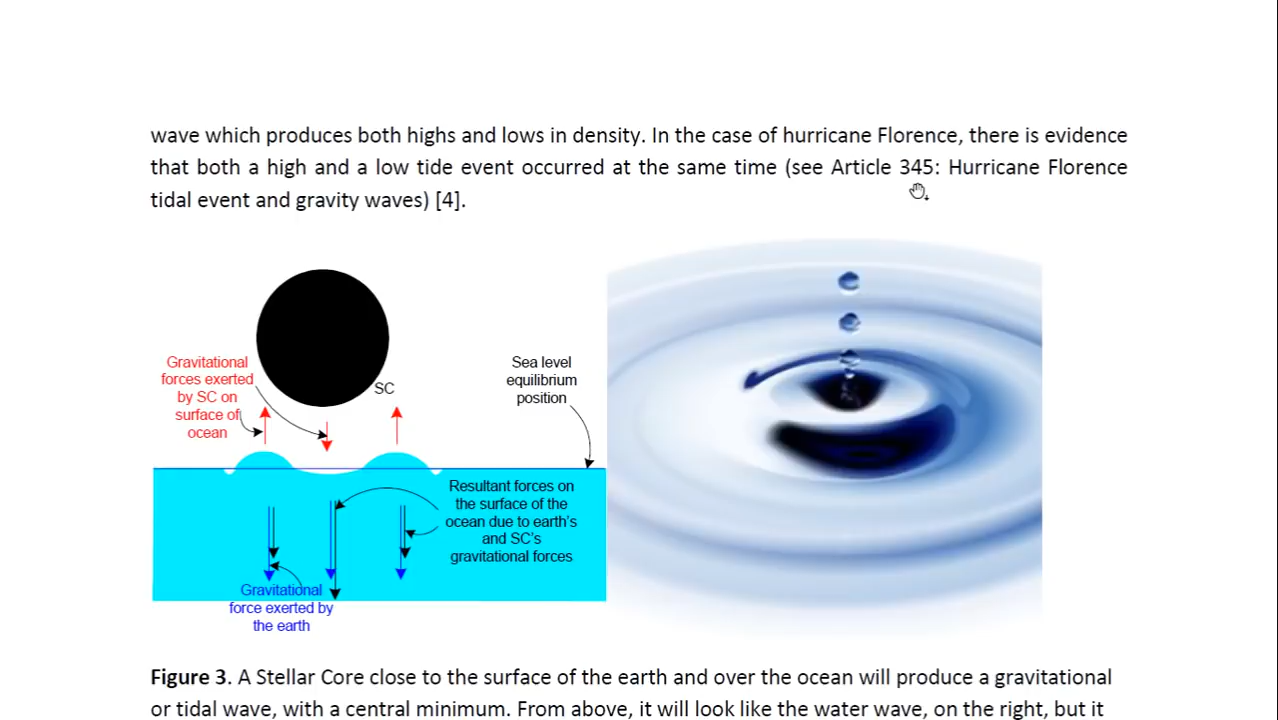 wave which produces both highs and lows in density. In the case of hurricane Florence, there is evidence
that both a high and a low tide event occurred at the same time (see Article 345: Hurricane Florence
tidal event and gravity waves) [4].
Gravitational
forces exerted
by SC on
surface of
ocean
SC
Sea level
equilibrium
position
Resultant forces on
the surface of the
ocean due to earth's
and SC's
gravitational forces
Gravitational
force exerted by
the earth
Figure 3. A Stellar Core close to the surface of the earth and over the ocean will produce a gravitational
or tidal wave, with a central minimum. From above, it will look like the water wave, on the right, but it